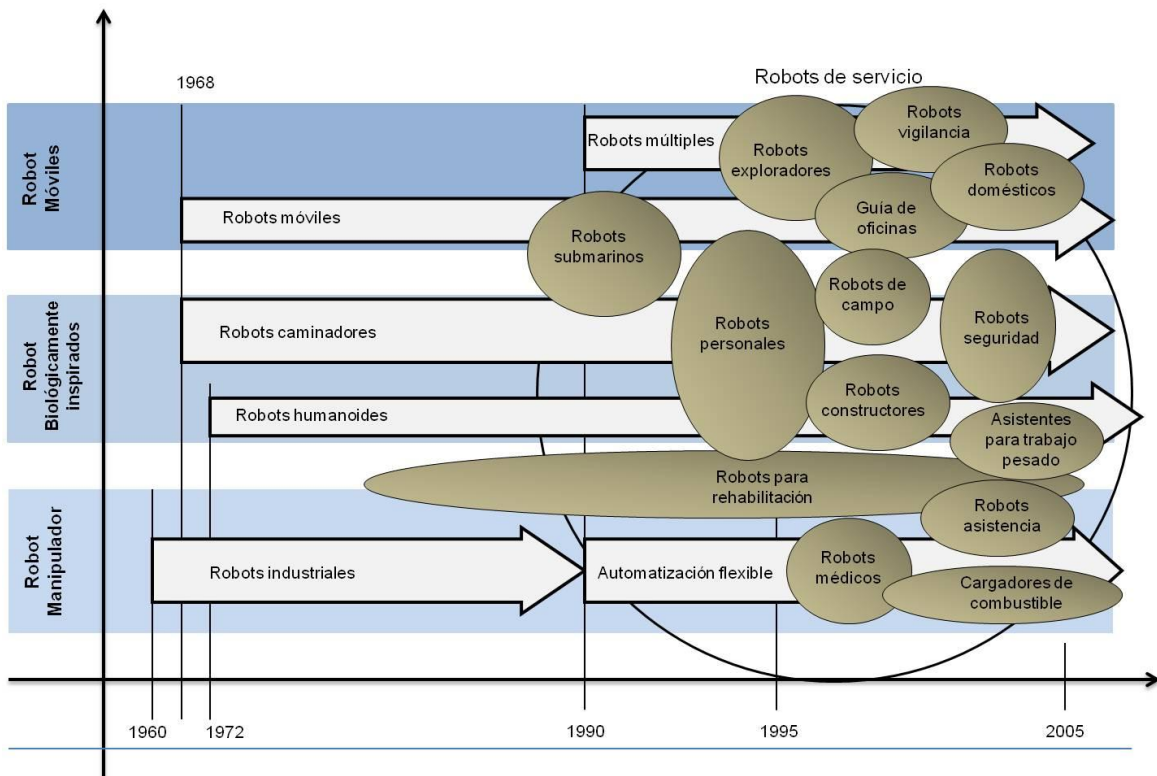 1968
Robots de servicio
Robot
Móviles
Robots múltiples
Robots
exploradores
Robots
vigilancia
Robots
domésticos
Robots móviles
Guía de
oficinas
Robots
submarinos
Robot
Biológicamente
inspirados
Robots caminadores
Robots
personales
Robots de
campo
Robots
seguridad
Robots humanoides
Robots
constructores
Asistentes
para trabajo
pesado
Robots para
rehabilitación
Robot
Manipulador
Robots industriales
Automatización flexible
Robots
médicos
Robots
asistencia
Cargadores de
combustible
1960
1972
1990
1995
2005